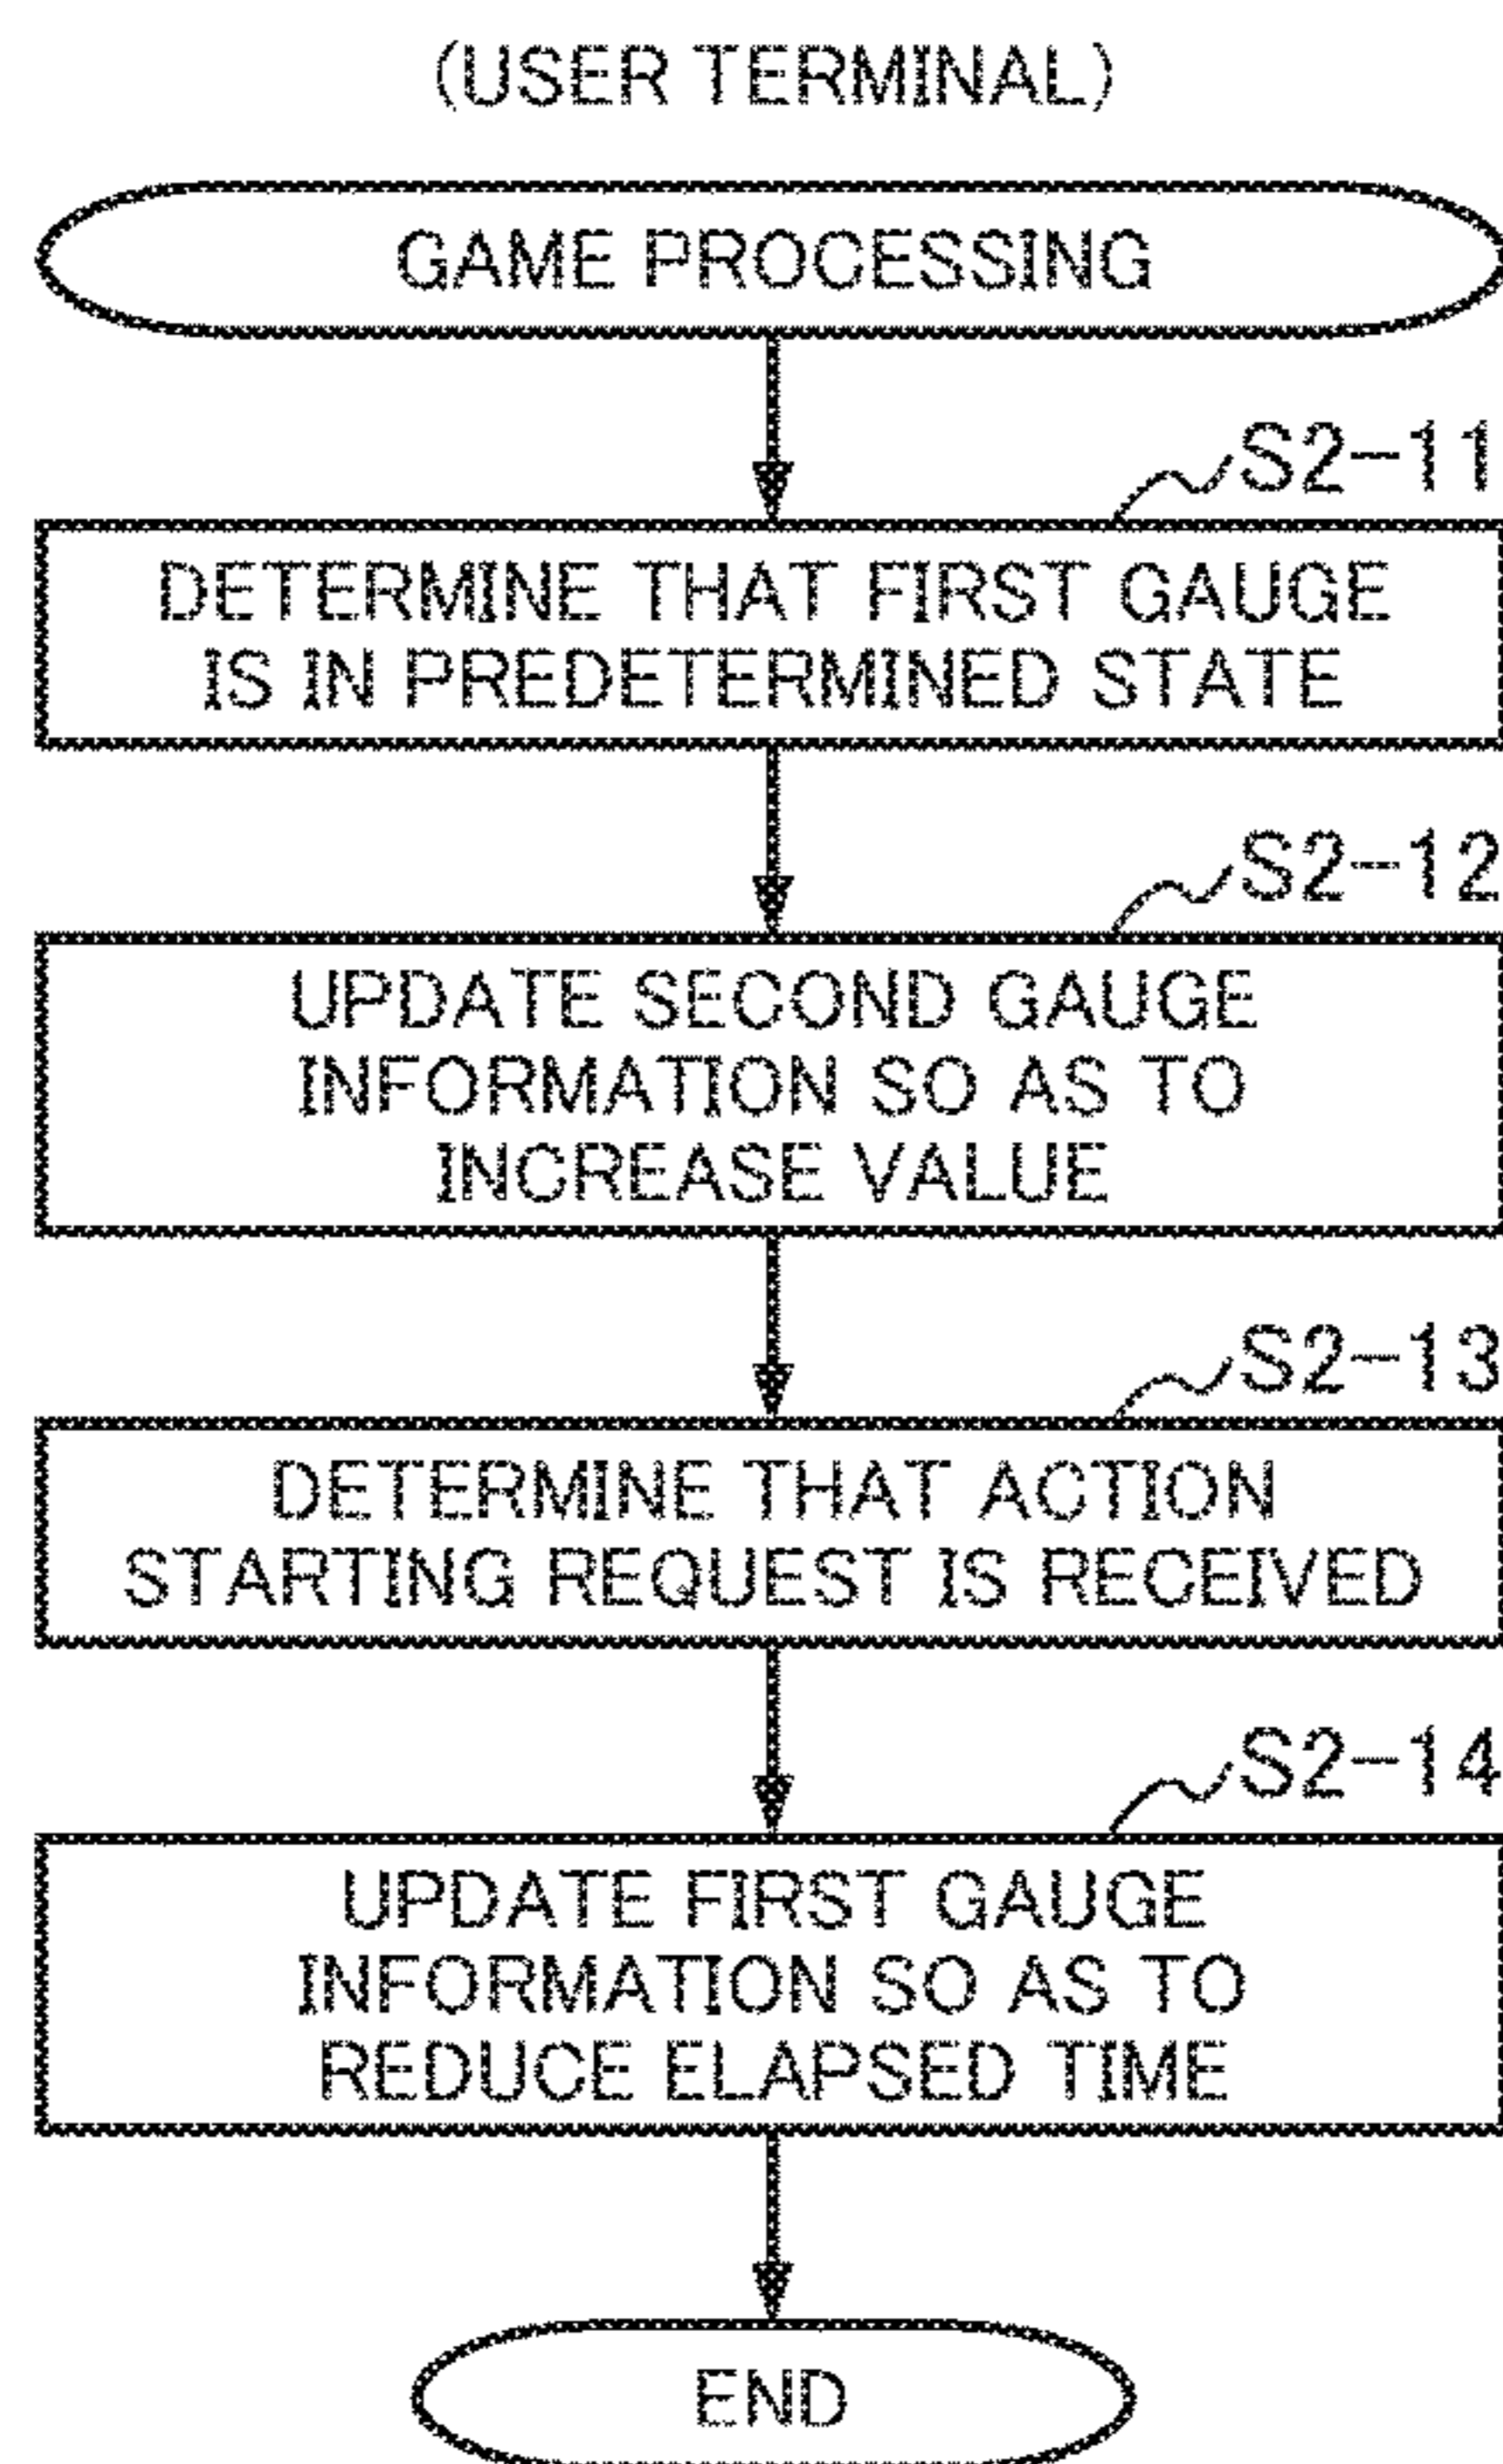 (USER TERMINAL)
GAME PROCESSING
S2-11
DETERMINE THAT FIRST GAUGE
IS IN PREDETERMINED STATE
S2-12
UPDATE SECOND GAUGE
INFORMATION SO AS TO
INCREASE VALUE
S2-13
DETERMINE THAT ACTION
STARTING REQUEST IS RECEIVED
S2-14
UPDATE FIRST GAUGE
INFORMATION SO AS TO
REDUCE ELAPSED TIME
END